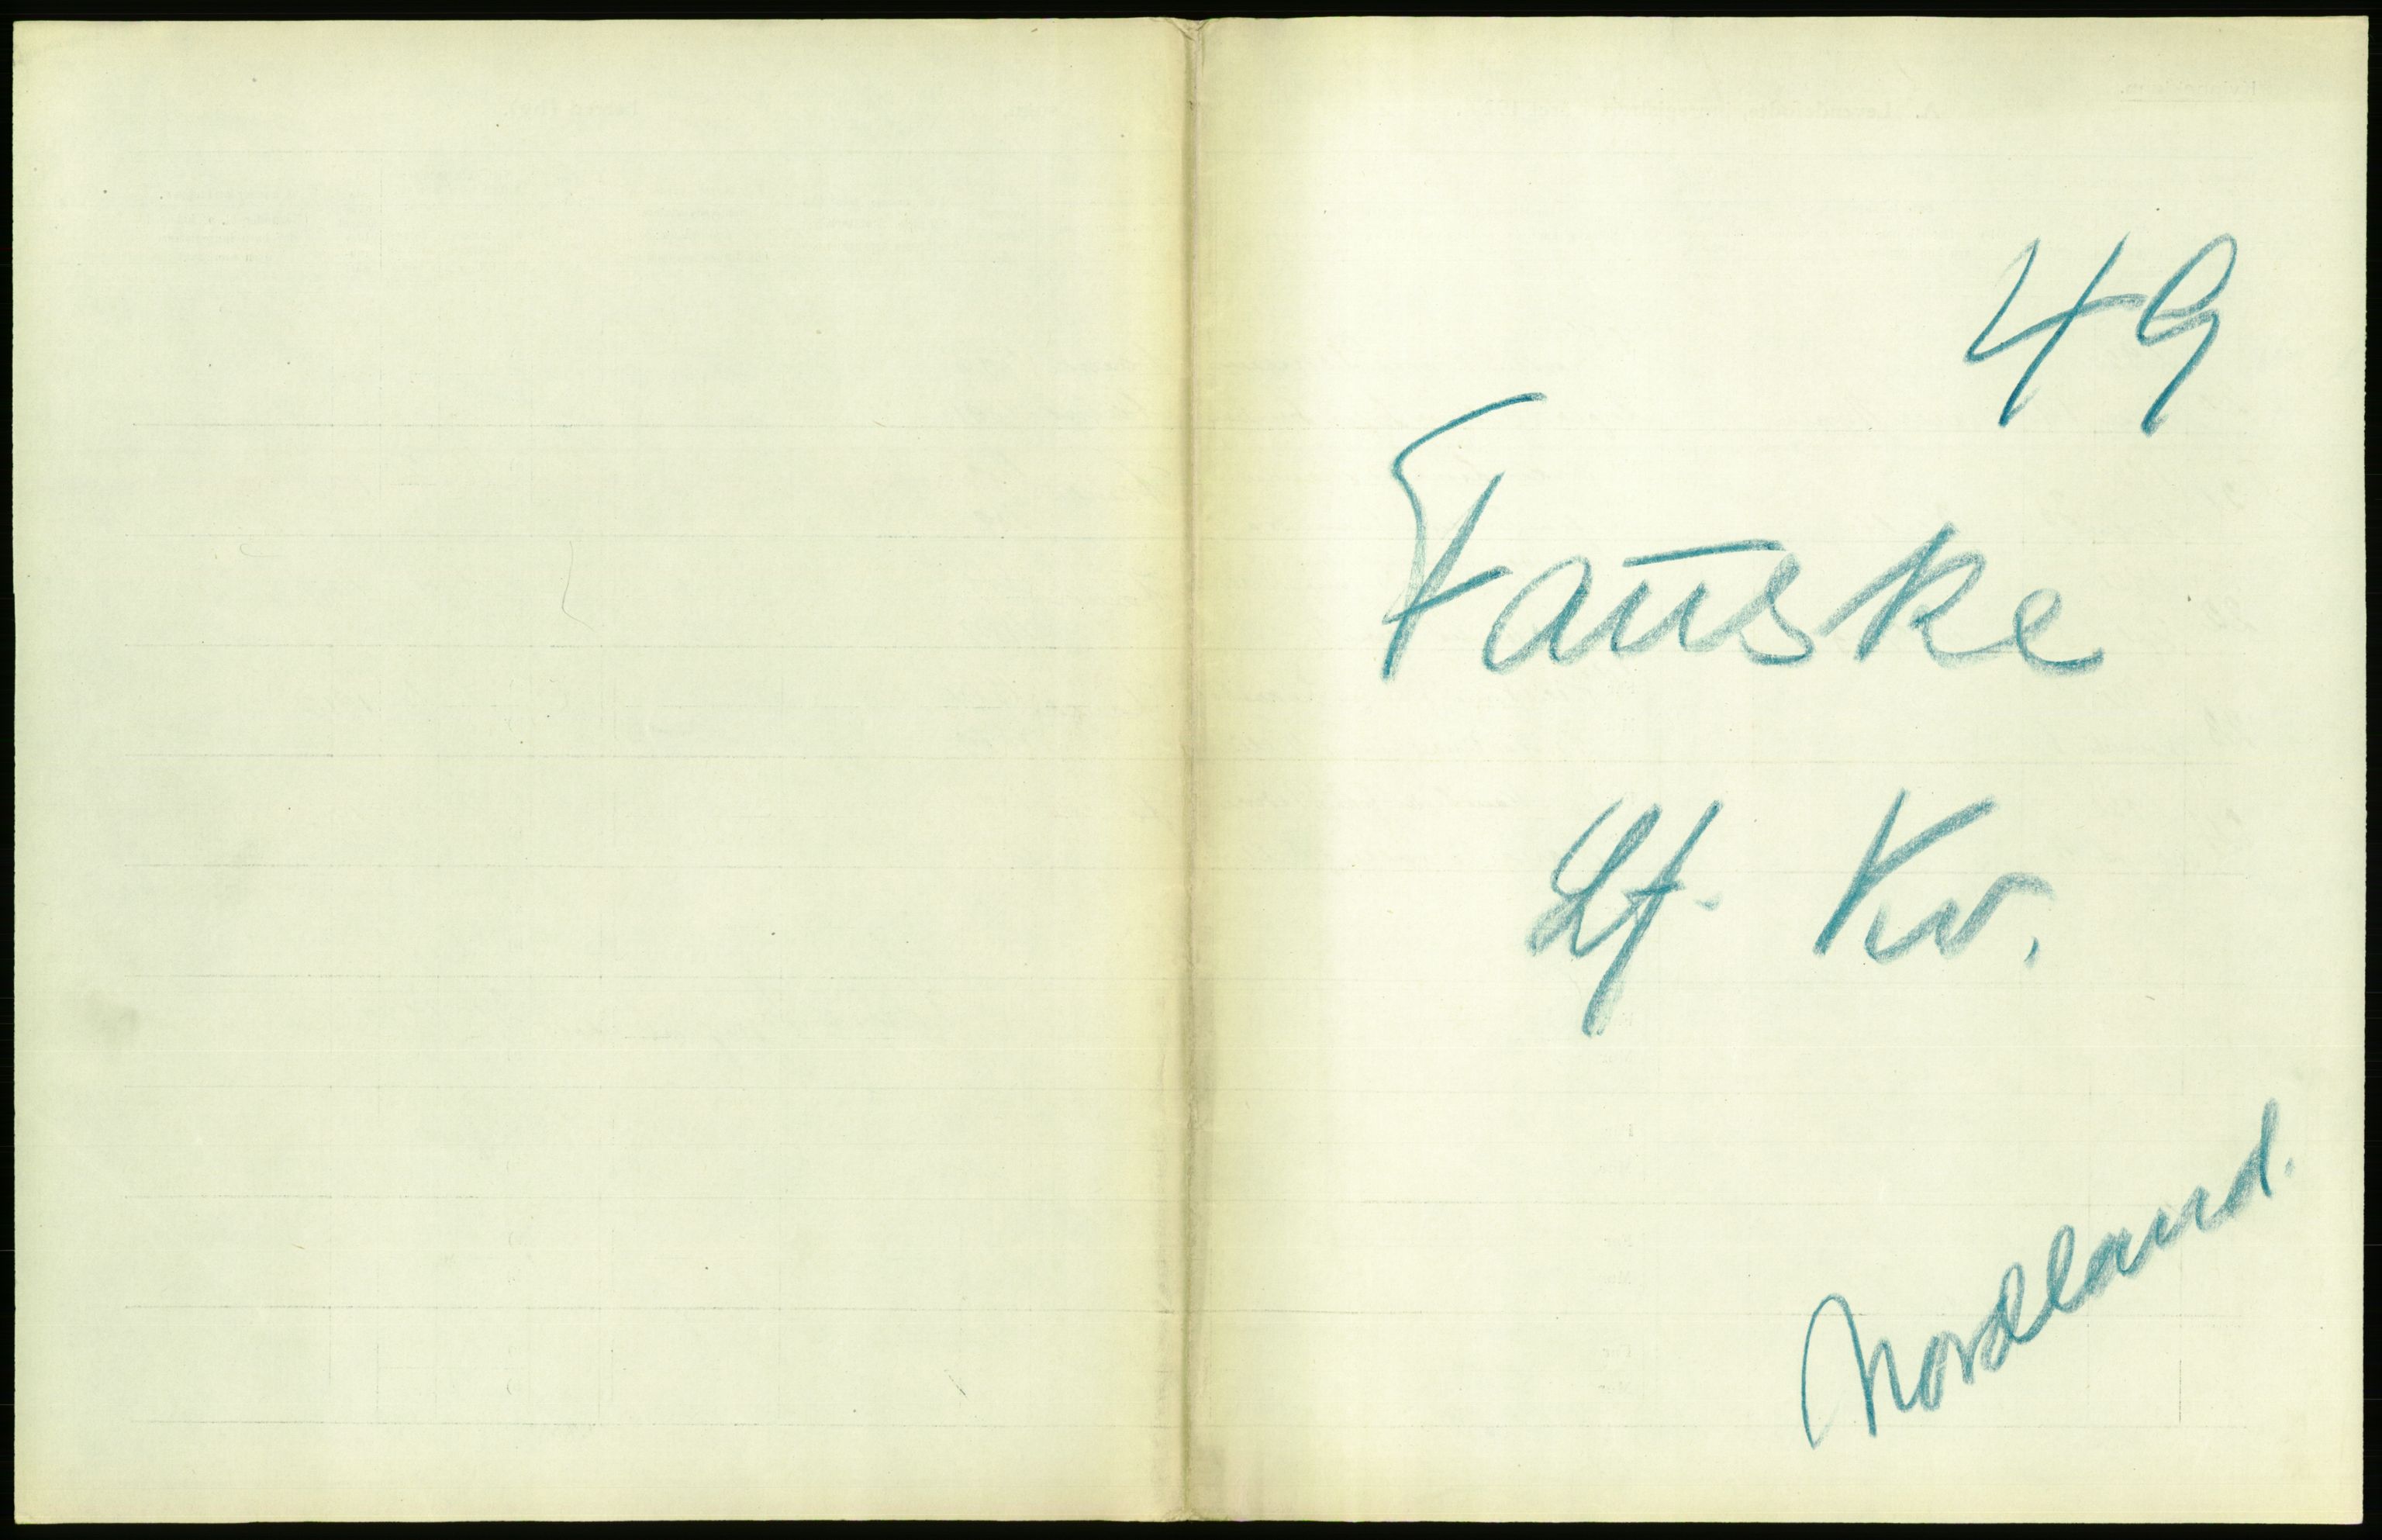 49
Fauske
Lf. Kv.
Nordland.